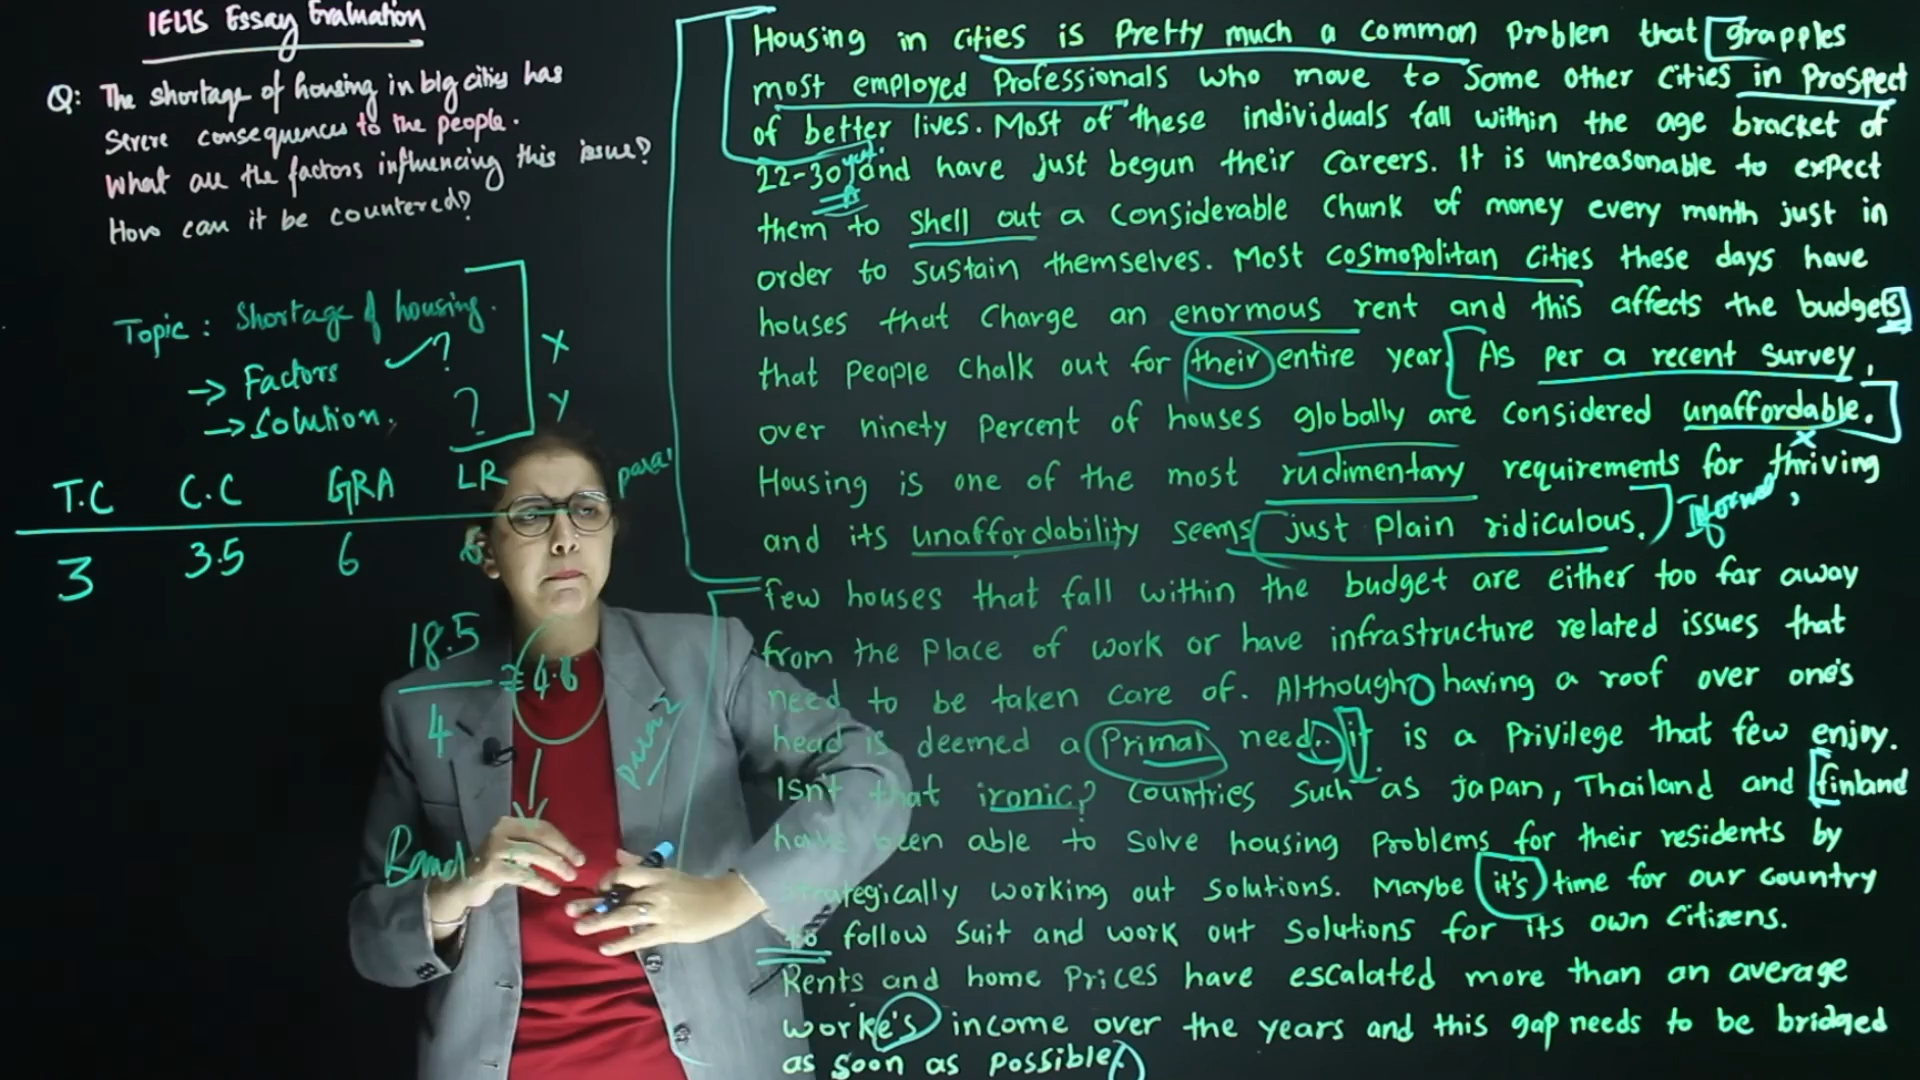 IELTS Essay Evaluation
Q: The shortage of housing in big cities has
severe consequences to the people.
What are the factors influencing this issue?
How can it be countered?
Topic: Shortage of housing.
→ Factors ✓ ?
→ Solution. ?
X
Y
T.C C.C GRA LR
3 3.5 6
18.5
4
= 4.6
Band.
para
para 2
Housing in cities is Pretty much a common Problem that grapples
most employed Professionals who move to Some other cities in Prospect
of better lives. Most of these individuals fall within the age bracket of
22-30 and have just begun their careers. It is unreasonable to expect
them to shell out a considerable chunk of money every month just in
order to sustain themselves. Most cosmopolitan cities these days have
houses that charge an enormous rent and this affects the budgets
that people chalk out for their entire year. As per a recent survey,
over ninety percent of houses globally are considered unaffordable.
Housing is one of the most rudimentary requirements for thriving
and its unaffordability seems just plain ridiculous. Informal
few houses that fall within the budget are either too far away
from the place of work or have infrastructure related issues that
need to be taken care of. Although having a roof over one's
head is deemed a Primal need. it is a Privilege that few enjoy.
Isn't that ironic? Countries such as Japan, Thailand and finland
have been able to solve housing Problems for their residents by
strategically working out solutions. Maybe it's time for our country
to follow suit and work out solutions for its own citizens.
Rents and home Prices have escalated more than an average
worke's income over the years and this gap needs to be bridged
as soon as possible.